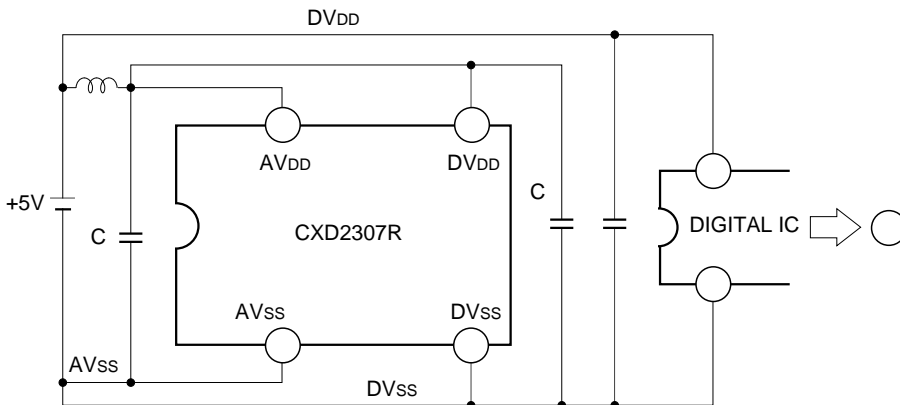 DVDD
AVDD
DVDD
+5V
C
CXD2307R
C
DIGITAL IC
AVSS
DVSS
AVSS
DVSS